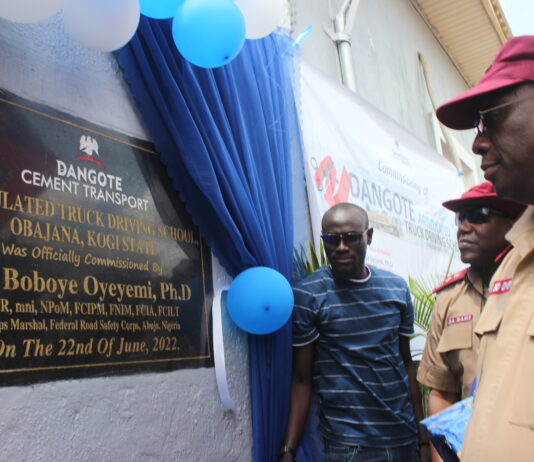 DANGOTE
CEMENT TRANSPORT
ULATED TRUCK DRIVING SCHOOL,
OBAJANA, KOGI STATE
Was Officially Commissioned By
Boboye Oyeyemi, Ph.D
R, mni, NPoM, FCIPM, FNIM, FCIA, FCILT
ps Marshal, Federal Road Safety Corps, Abuja, Nigeria
On The 22nd Of June, 2022.
Commissioning of
DANGOTE
TRUCK DRIVING